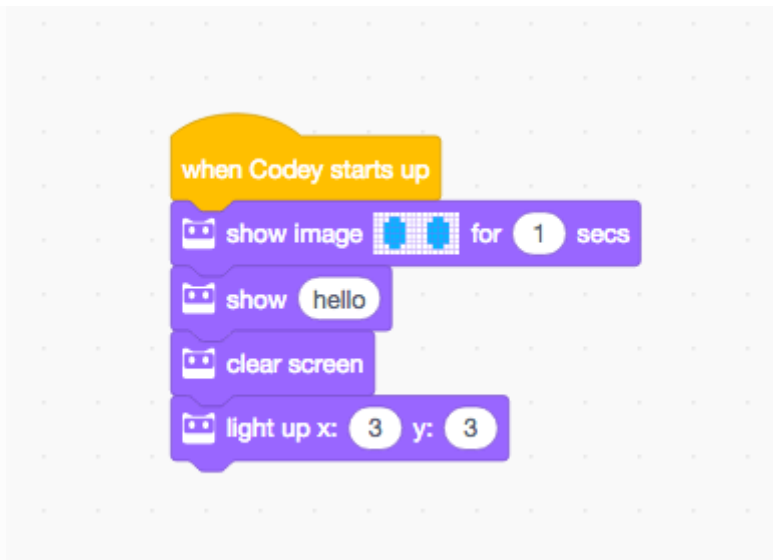 when Codey starts up
show image for 1 secs
show hello
clear screen
light up x: 3 y: 3